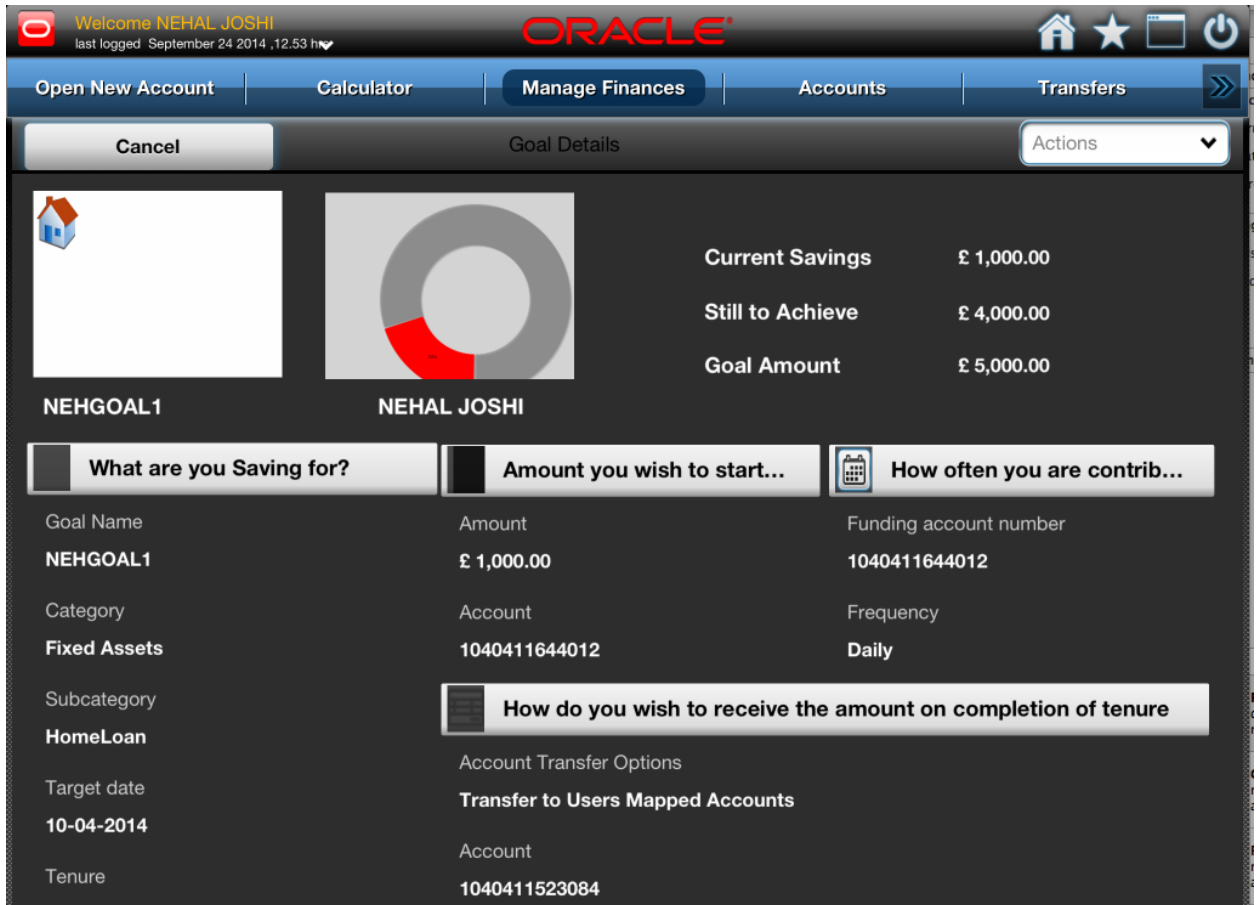 Welcome NEHAL JOSHI
last logged September 24 2014 ,12.53 hrs
ORACLE
Open New Account
Calculator
Manage Finances
Accounts
Transfers
Cancel
Goal Details
Actions
Current Savings £ 1,000.00
Still to Achieve £ 4,000.00
Goal Amount £ 5,000.00
NEHGOAL1
NEHAL JOSHI
What are you Saving for?
Amount you wish to start...
How often you are contrib...
Goal Name
NEHGOAL1
Category
Fixed Assets
Subcategory
HomeLoan
Target date
10-04-2014
Tenure
Amount
£ 1,000.00
Account
1040411644012
Funding account number
1040411644012
Frequency
Daily
How do you wish to receive the amount on completion of tenure
Account Transfer Options
Transfer to Users Mapped Accounts
Account
1040411523084